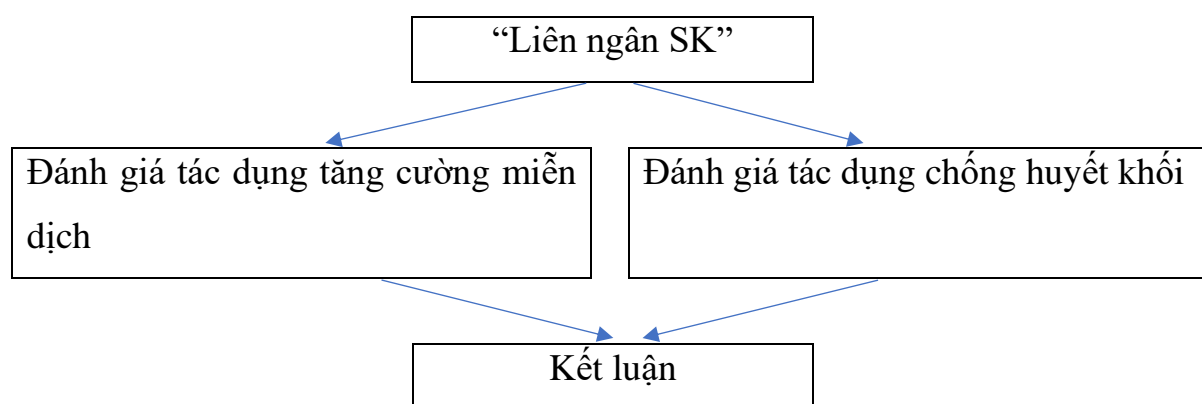 “Liên ngân SK”
Đánh giá tác dụng tăng cường miễn
dịch
Đánh giá tác dụng chống huyết khối
Kết luận